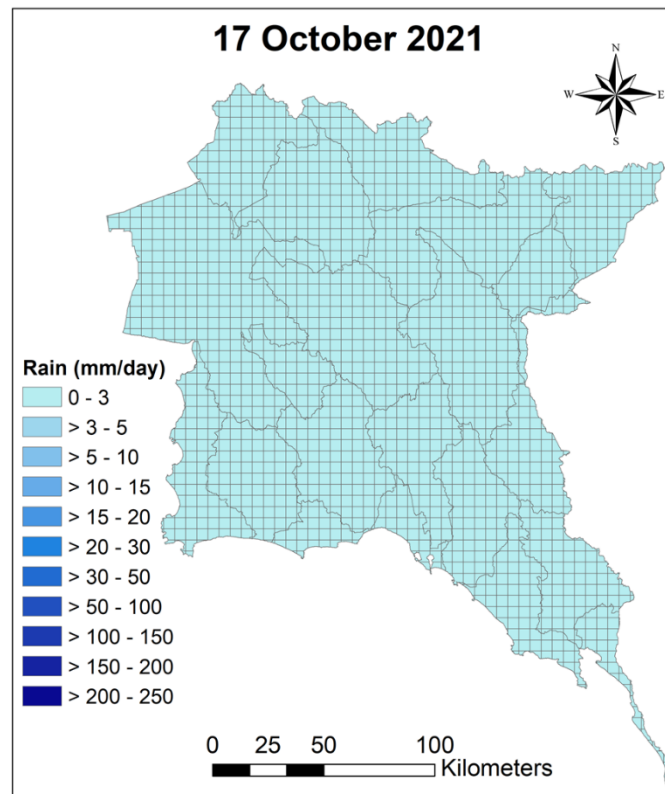 17 October 2021
N
W E
S
Rain (mm/day)
0 - 3
> 3 - 5
> 5 - 10
> 10 - 15
> 15 - 20
> 20 - 30
> 30 - 50
> 50 - 100
> 100 - 150
> 150 - 200
> 200 - 250
0 25 50 100
Kilometers